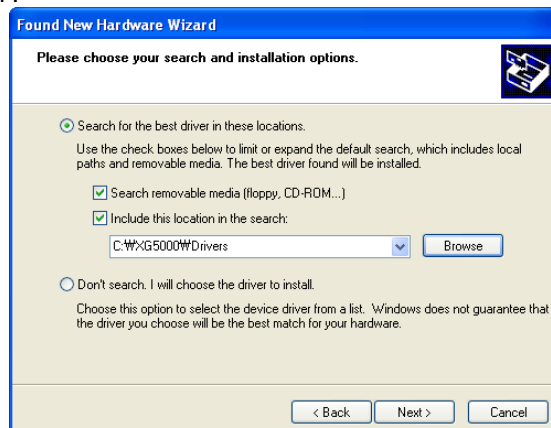 Found New Hardware Wizard
Please choose your search and installation options.
Search for the best driver in these locations.
Use the check boxes below to limit or expand the default search, which includes local
paths and removable media. The best driver found will be installed.
Search removable media (floppy, CD-ROM...)
Include this location in the search:
C:₩XG5000₩Drivers
Browse
Don't search. I will choose the driver to install.
Choose this option to select the device driver from a list. Windows does not guarantee that
the driver you choose will be the best match for your hardware.
< Back
Next >
Cancel